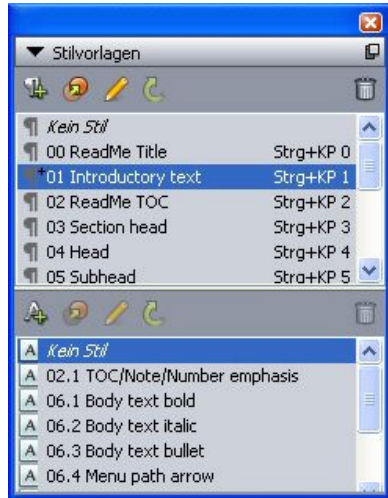 Stilvorlagen
Kein Stil
00 ReadMe Title Strg+KP 0
01 Introductory text Strg+KP 1
02 ReadMe TOC Strg+KP 2
03 Section head Strg+KP 3
04 Head Strg+KP 4
05 Subhead Strg+KP 5
Kein Stil
02.1 TOC/Note/Number emphasis
06.1 Body text bold
06.2 Body text italic
06.3 Body text bullet
06.4 Menu path arrow